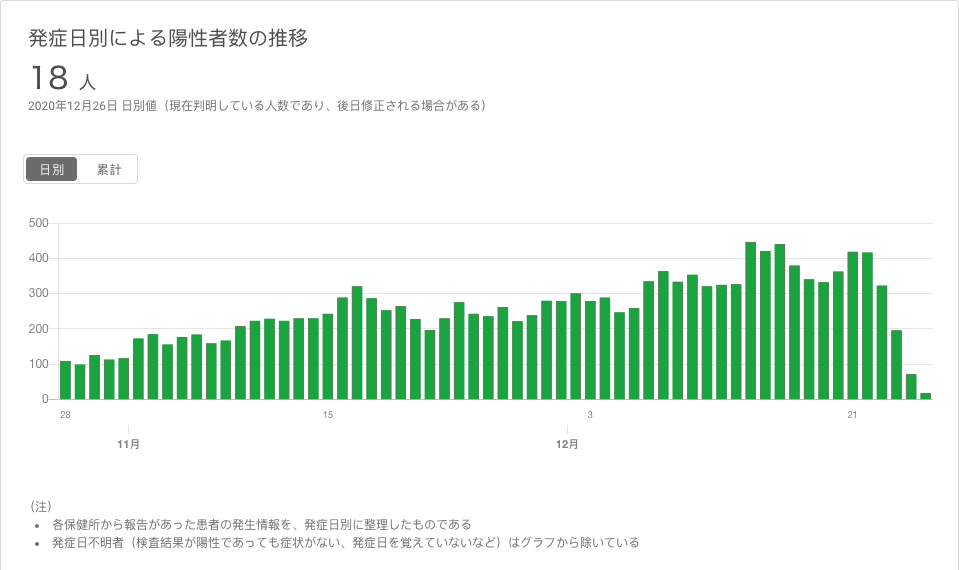 発症日別による陽性者数の推移
18 人
2020年12月26日 日別値（現在判明している人数であり、後日修正される場合がある）
日別 累計
500
400
300
200
100
0
28 15 3 21
11月 12月
（注）
• 各保健所から報告があった患者の発生情報を、発症日別に整理したものである
• 発症日不明者（検査結果が陽性であっても症状がない、発症日を覚えていないなど）はグラフから除いている